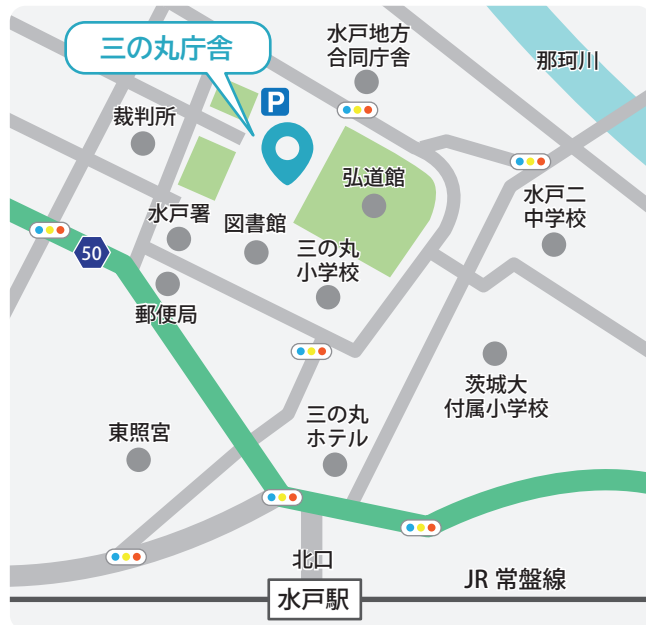 三の丸庁舎
水戸地方
合同庁舎
那珂川
P
裁判所
弘道館
水戸二
中学校
水戸署
図書館
三の丸
小学校
50
郵便局
茨城大
付属小学校
三の丸
ホテル
東照宮
北口
JR 常盤線
水戸駅